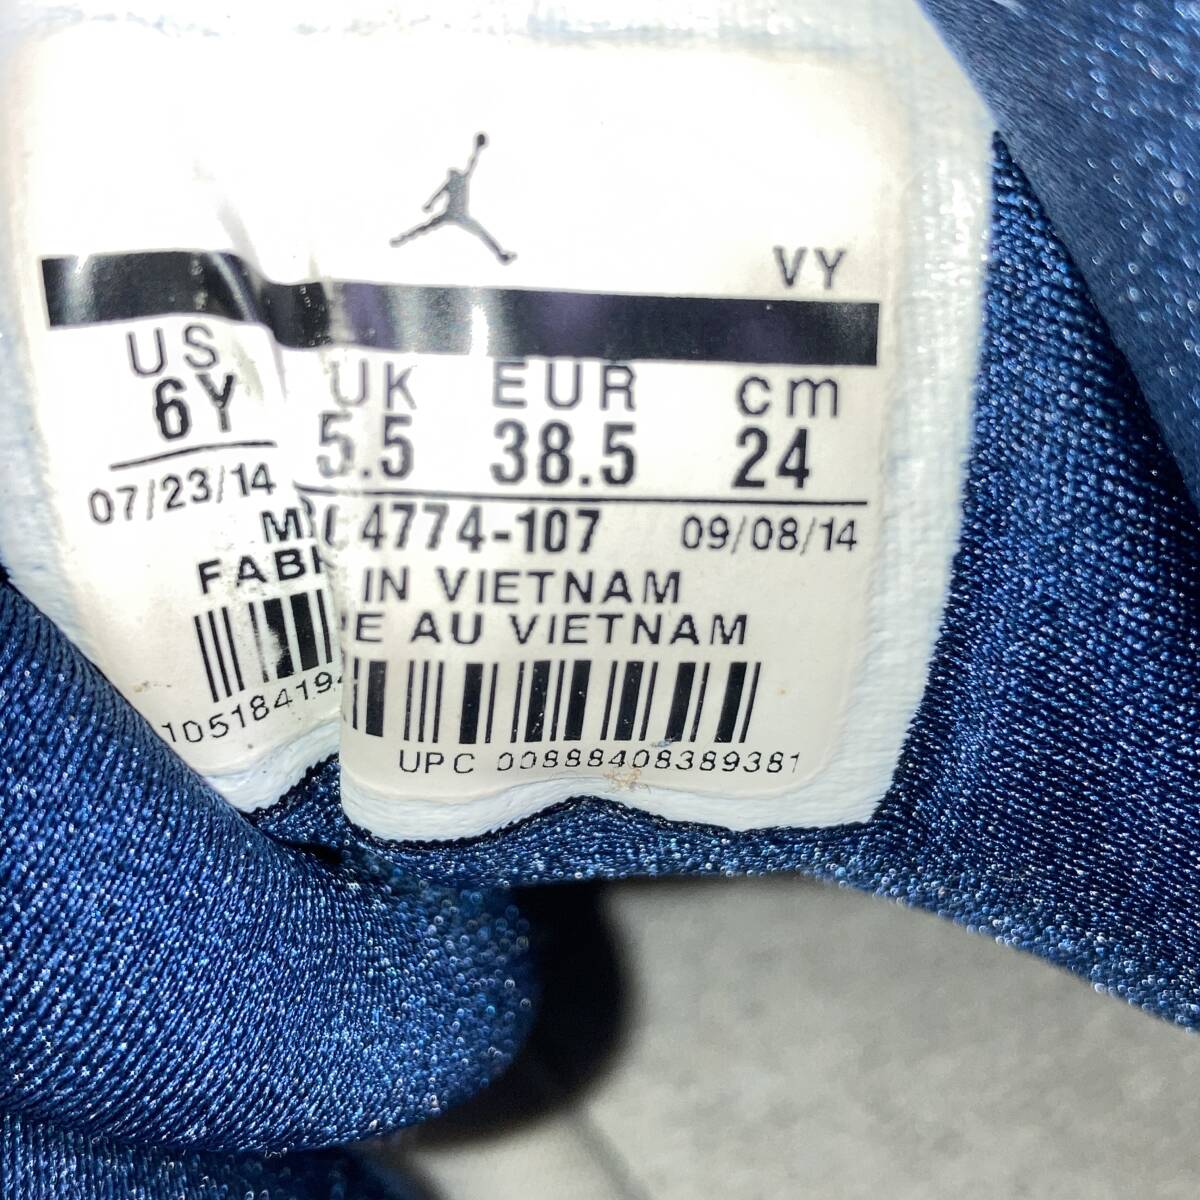 VY
US UK EUR cm
6Y 5.5 38.5 24
07/23/14 4774-107 09/08/14
IN VIETNAM
AU VIETNAM
UPC 00888408389381